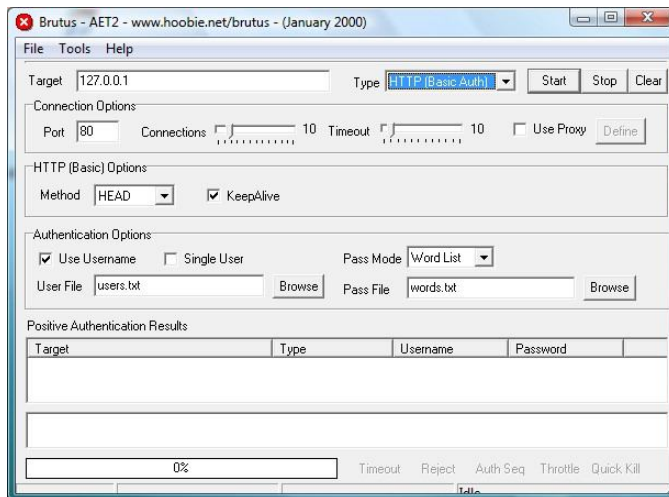 Brutus - AET2 - www.hoobie.net/brutus - (January 2000)
File Tools Help
Target 127.0.0.1 Type HTTP (Basic Auth) Start Stop Clear
Connection Options
Port 80 Connections 10 Timeout 10 Use Proxy Define
HTTP (Basic) Options
Method HEAD KeepAlive
Authentication Options
Use Username Single User Pass Mode Word List
User File users.txt Browse Pass File words.txt Browse
Positive Authentication Results
Target Type Username Password
0% Timeout Reject Auth Seq Throttle Quick Kill
Idle